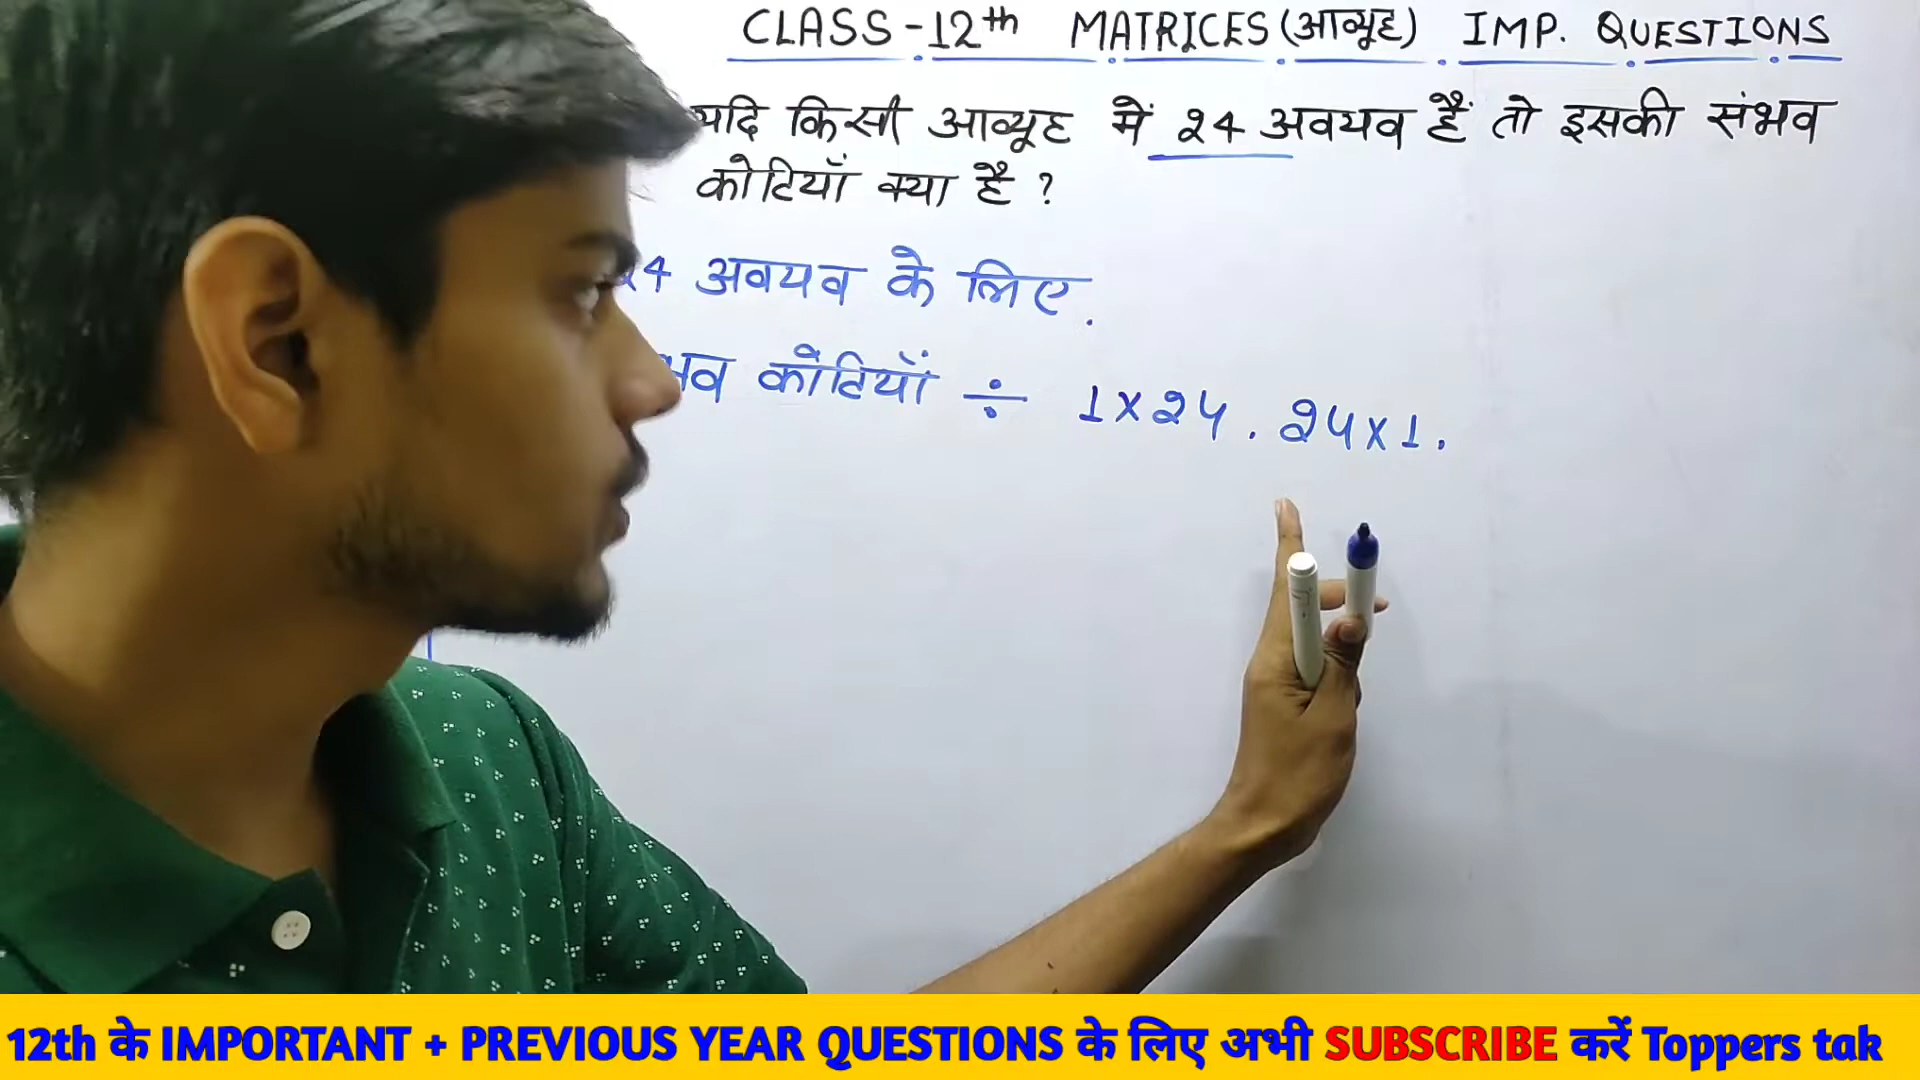 CLASS-12th MATRICES (आव्यूह) IMP. QUESTIONS
यदि किसी आव्यूह में 24 अवयव हैं तो इसकी संभव
कोटियाँ क्या है ?
24 अवयव के लिए.
कोटियाँ ÷ 1×24. 24×1.
12th के IMPORTANT + PREVIOUS YEAR QUESTIONS के लिए अभी SUBSCRIBE करें Toppers tak